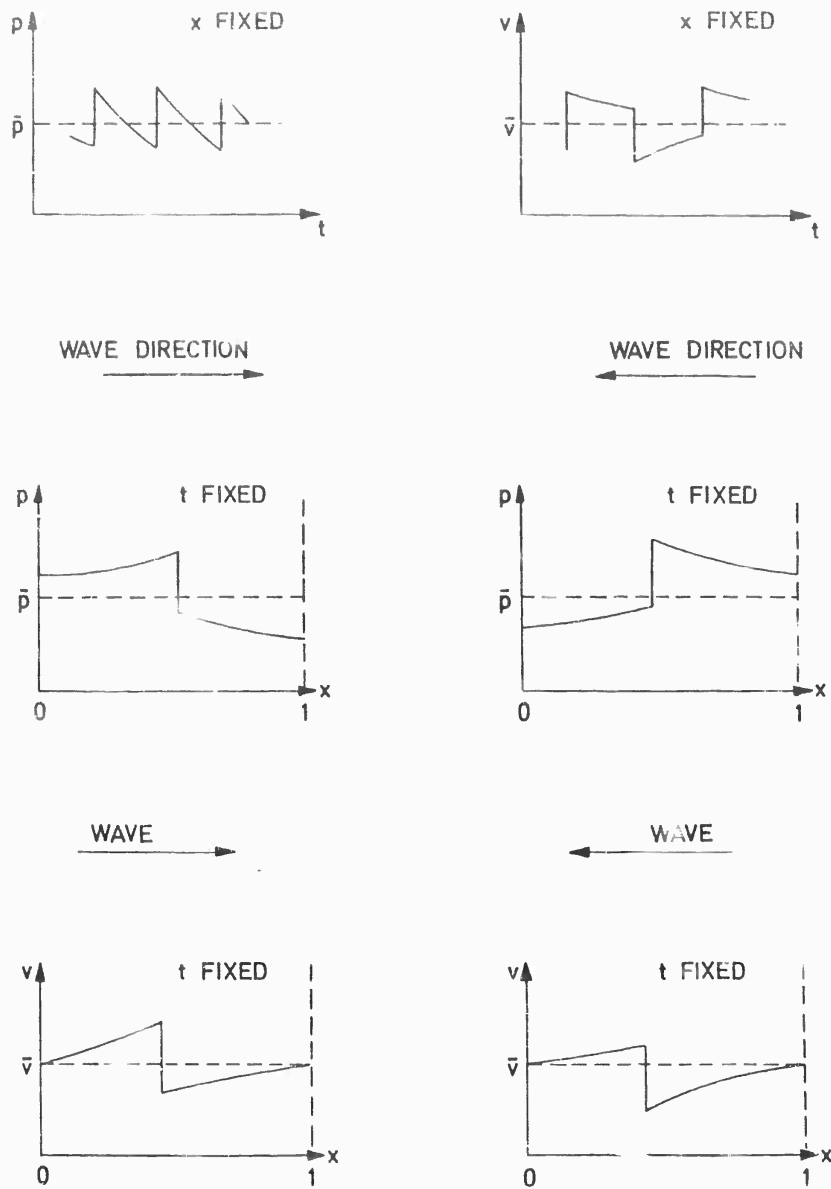 p x FIXED
p̄
t
v x FIXED
v̄
t
WAVE DIRECTION
WAVE DIRECTION
p t FIXED
p̄
x
0 1
p t FIXED
p̄
x
0 1
WAVE
WAVE
v t FIXED
v̄
x
0 1
v t FIXED
v̄
x
0 1